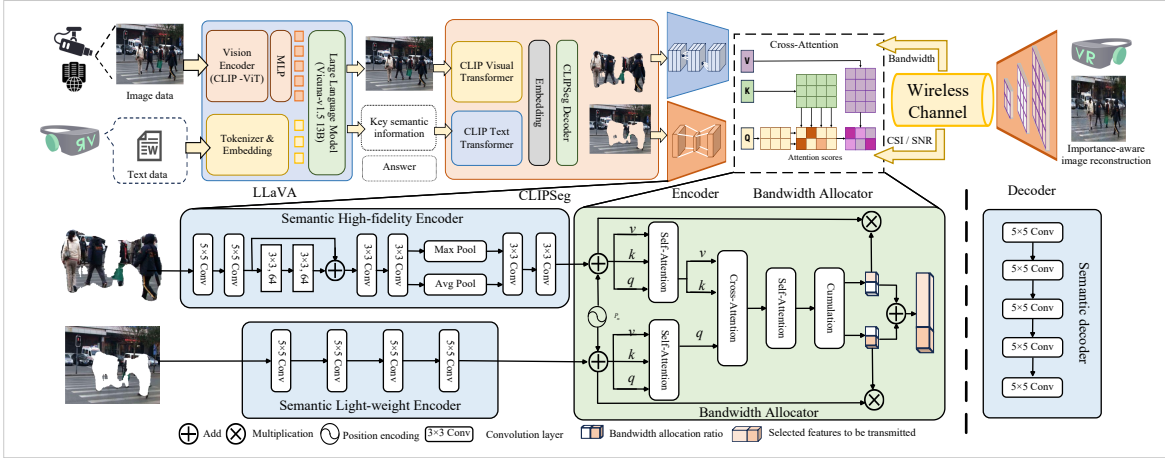 Image data
VR
Text data
Vision
Encoder
(CLIP -ViT)
MLP
Tokenizer &
Embedding
Large Language Model
(Vicuna-v1.5 13B)
LLaVA
Key semantic
information
Answer
CLIP Visual
Transformer
CLIP Text
Transformer
Embedding
CLIPSeg Decoder
CLIPSeg
Encoder
Cross-Attention
V
K
Q
Attention scores
Bandwidth Allocator
Bandwidth
Wireless
Channel
CSI / SNR
VR
Importance-aware
image reconstruction
Decoder
Semantic High-fidelity Encoder
5×5 Conv
5×5 Conv
3×3, 64
3×3, 64
3×3 Conv
3×3 Conv
Max Pool
Avg Pool
3×3 Conv
3×3 Conv
Semantic Light-weight Encoder
5×5 Conv
5×5 Conv
5×5 Conv
5×5 Conv
v
k
q
Self-Attention
v
k
q
Self-Attention
v
k
q
Cross-Attention
Self-Attention
Cumulation
Bandwidth Allocator
5×5 Conv
5×5 Conv
5×5 Conv
5×5 Conv
5×5 Conv
Semantic decoder
Add
Multiplication
Position encoding
3×3 Conv
Convolution layer
Bandwidth allocation ratio
Selected features to be transmitted